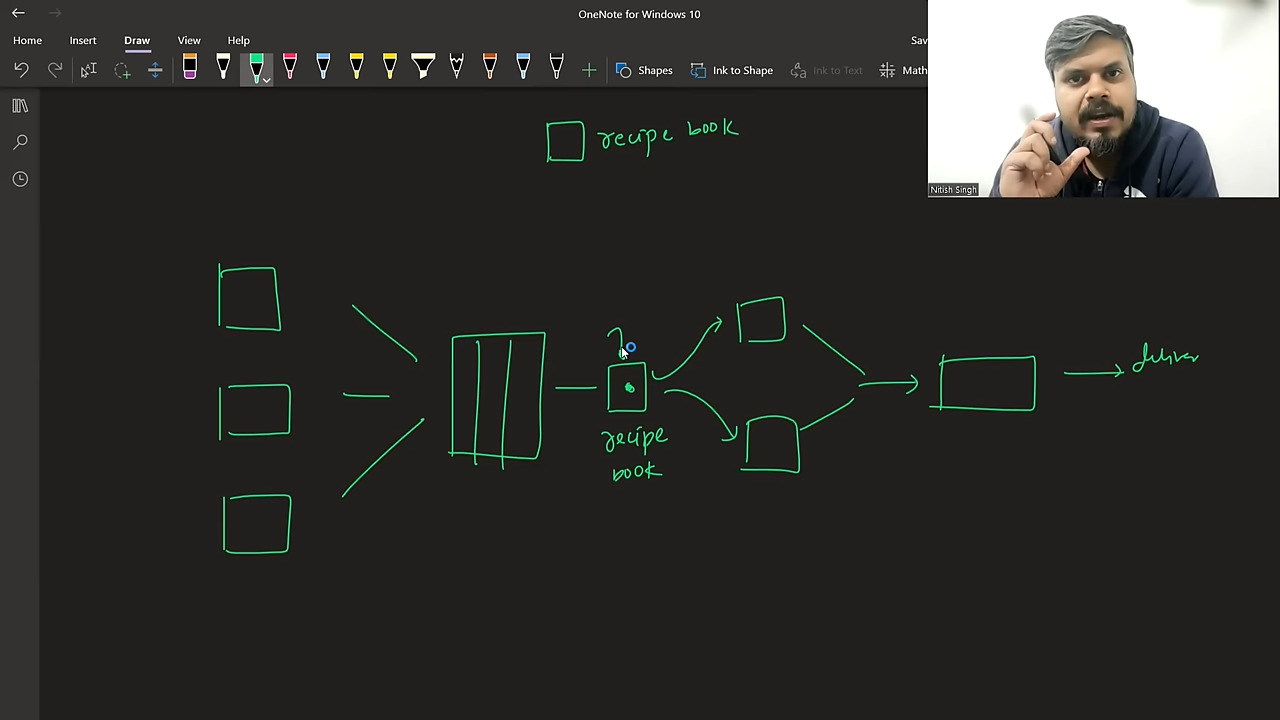 OneNote for Windows 10
Home Insert Draw View Help Sav
Shapes Ink to Shape Ink to Text Math
recipe book
Nitish Singh
deliver
recipe
book